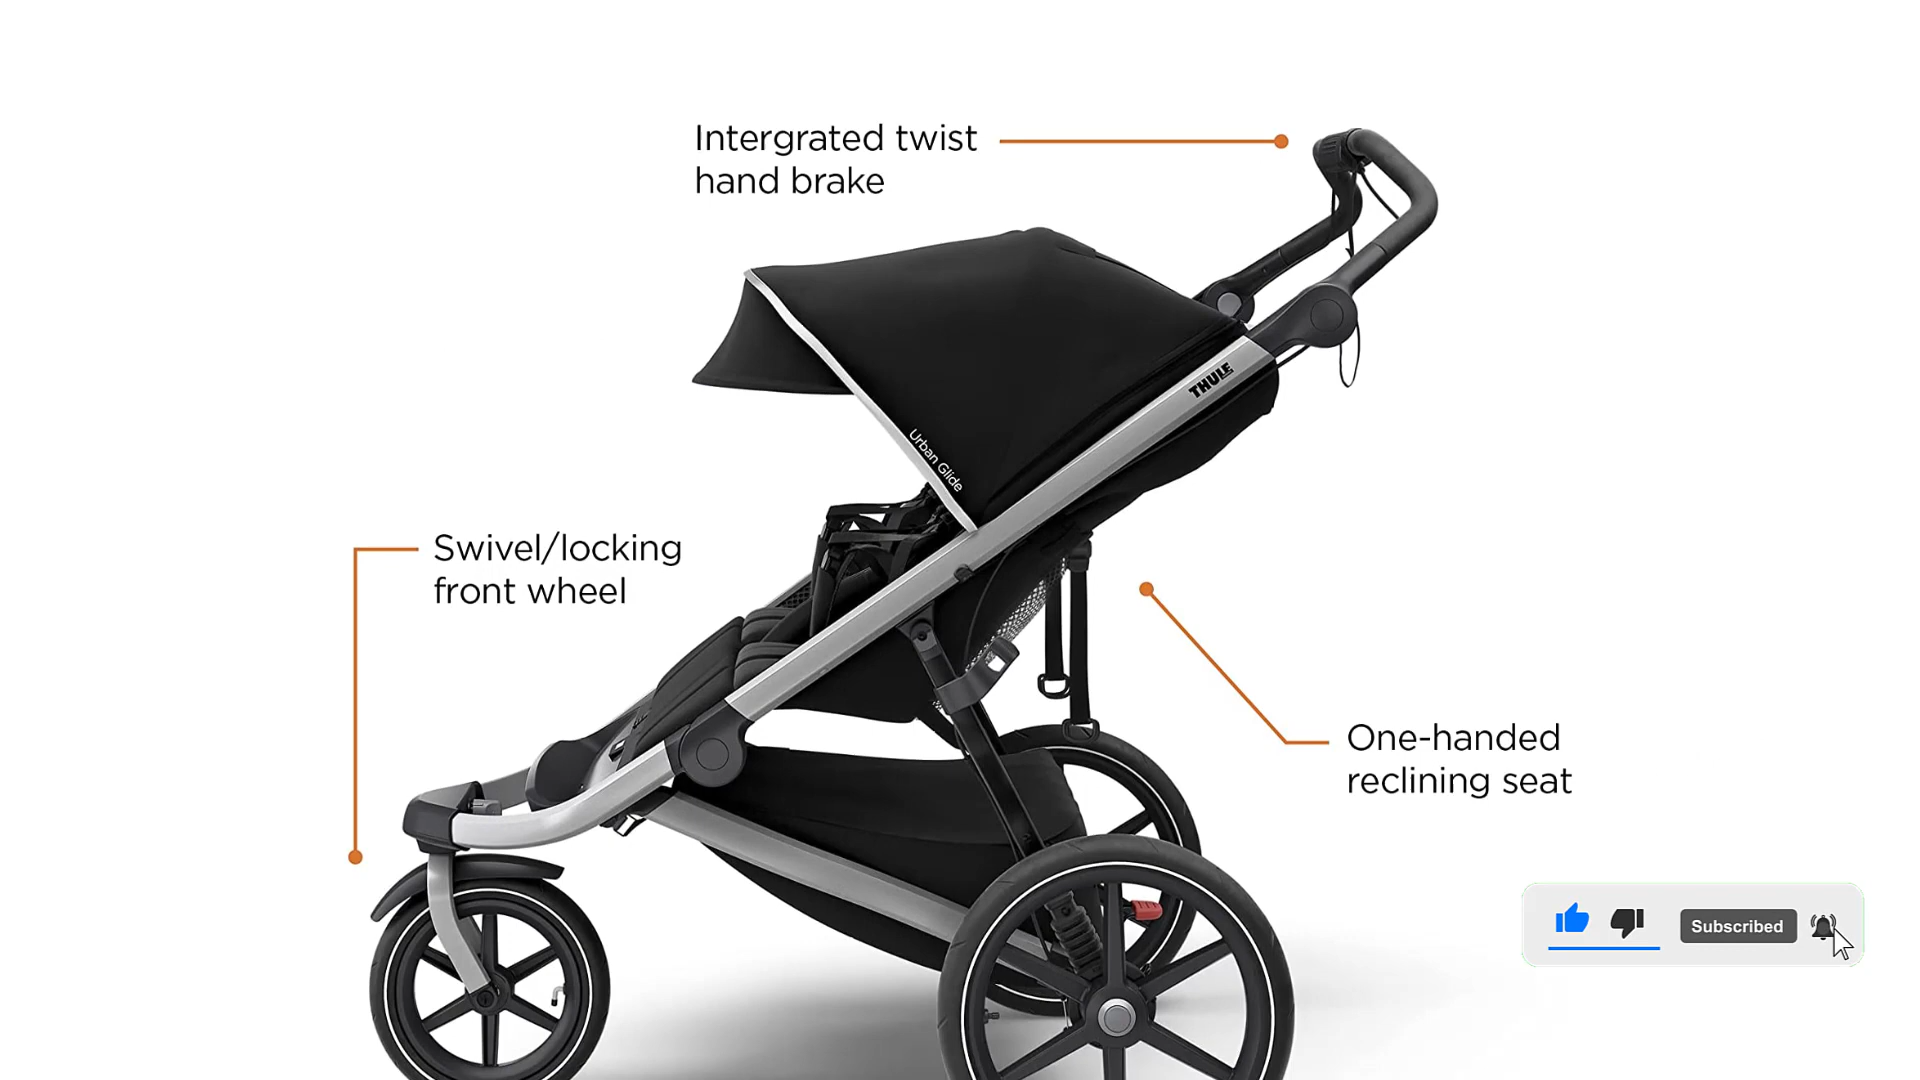 Intergrated twist
hand brake
THULE
Urban Glide
Swivel/locking
front wheel
One-handed
reclining seat
Subscribed